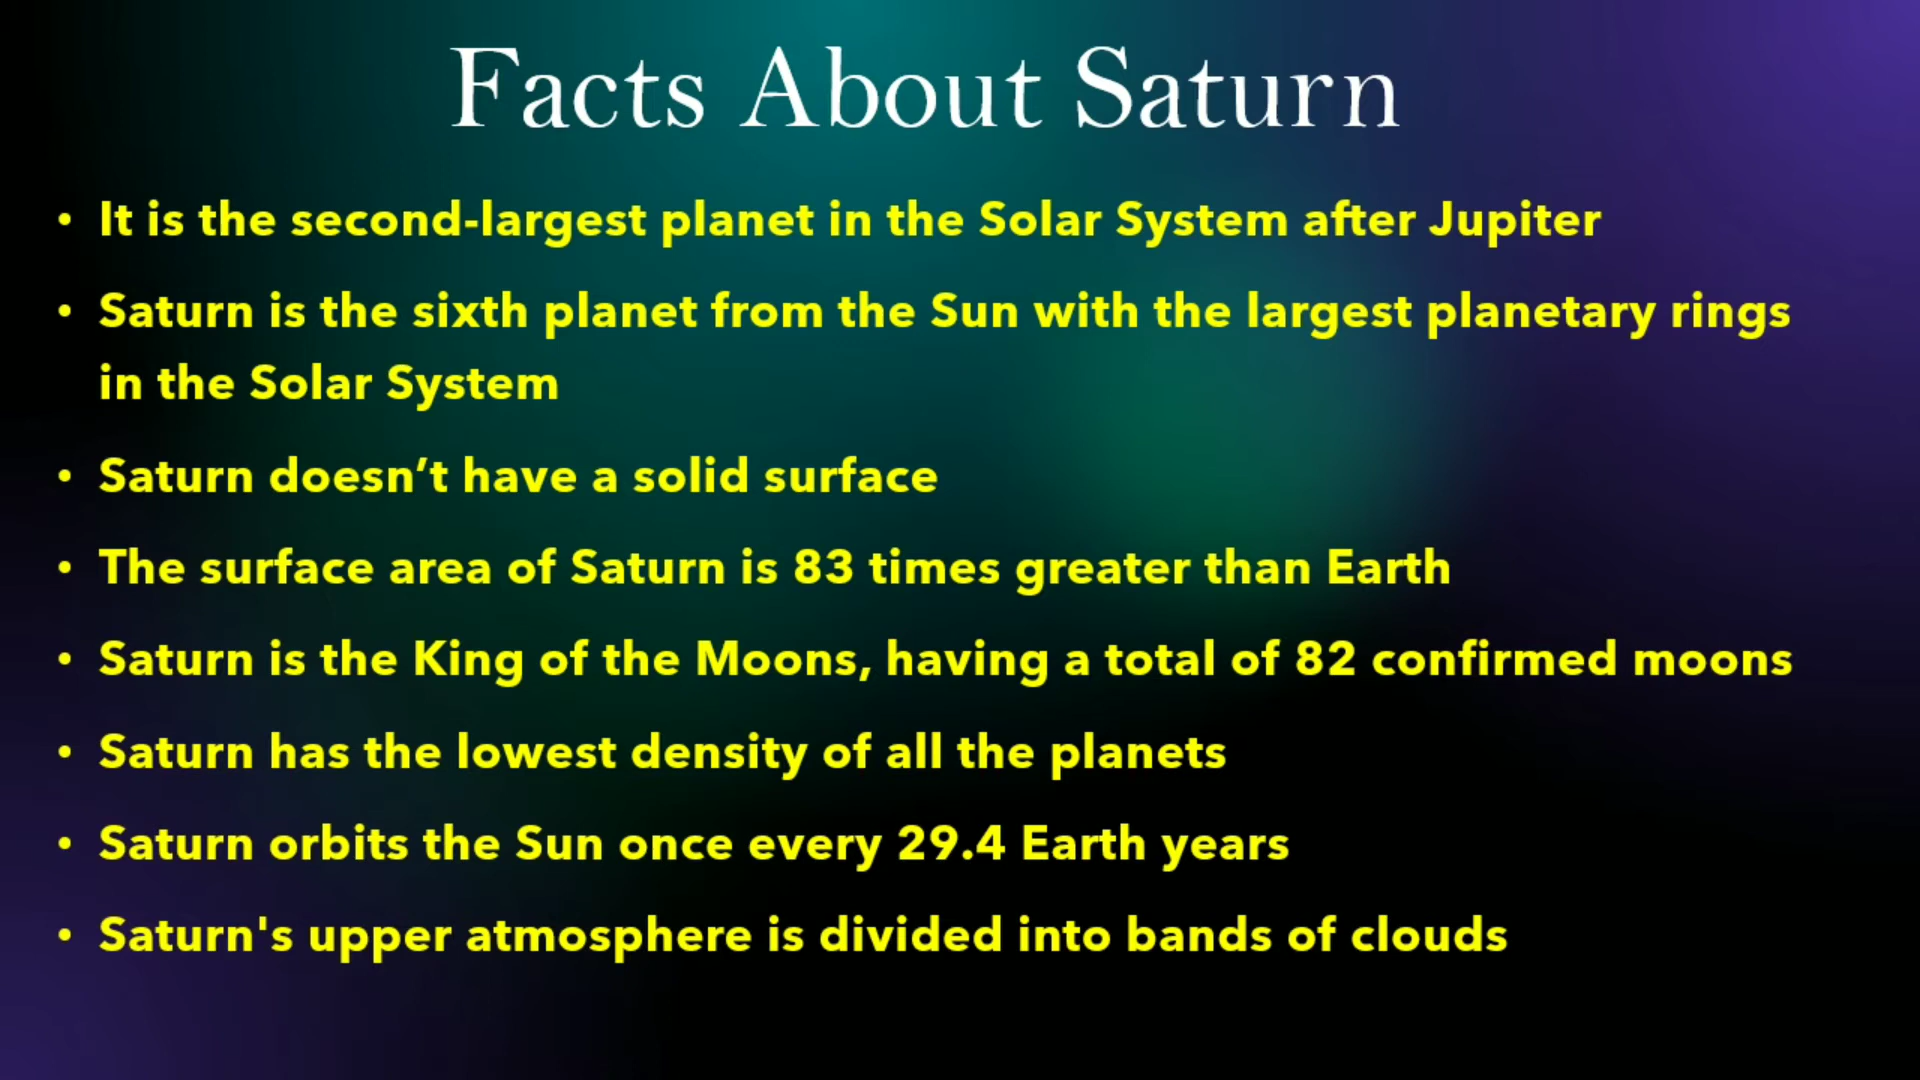 Facts About Saturn
• It is the second-largest planet in the Solar System after Jupiter
• Saturn is the sixth planet from the Sun with the largest planetary rings
in the Solar System
• Saturn doesn’t have a solid surface
• The surface area of Saturn is 83 times greater than Earth
• Saturn is the King of the Moons, having a total of 82 confirmed moons
• Saturn has the lowest density of all the planets
• Saturn orbits the Sun once every 29.4 Earth years
• Saturn's upper atmosphere is divided into bands of clouds